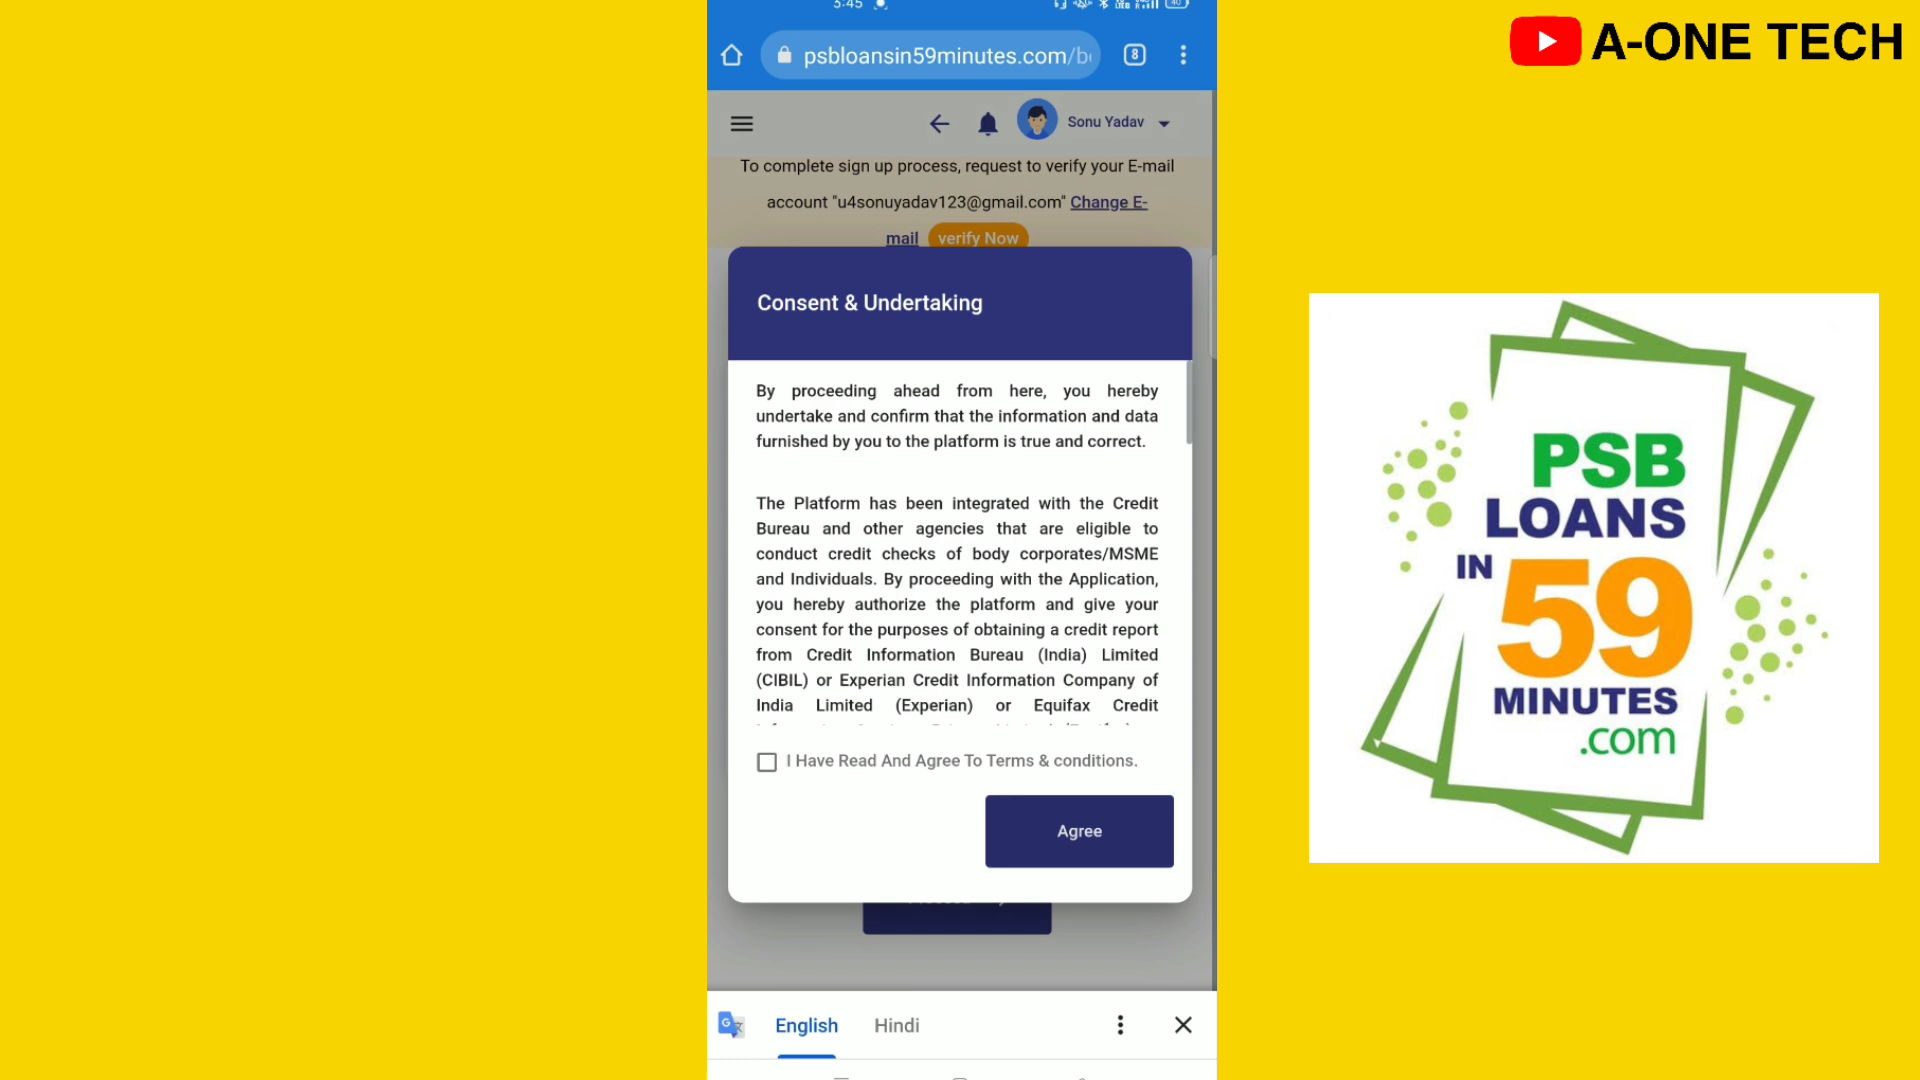 3:45
40
psbloansin59minutes.com/b
8
A-ONE TECH
Sonu Yadav
To complete sign up process, request to verify your E-mail
account "u4sonuyadav123@gmail.com" Change E-
mail verify Now
Consent & Undertaking
By proceeding ahead from here, you hereby
undertake and confirm that the information and data
furnished by you to the platform is true and correct.
The Platform has been integrated with the Credit
Bureau and other agencies that are eligible to
conduct credit checks of body corporates/MSME
and Individuals. By proceeding with the Application,
you hereby authorize the platform and give your
consent for the purposes of obtaining a credit report
from Credit Information Bureau (India) Limited
(CIBIL) or Experian Credit Information Company of
India Limited (Experian) or Equifax Credit
I Have Read And Agree To Terms & conditions.
Agree
English Hindi
PSB
LOANS
IN 59
MINUTES
.com